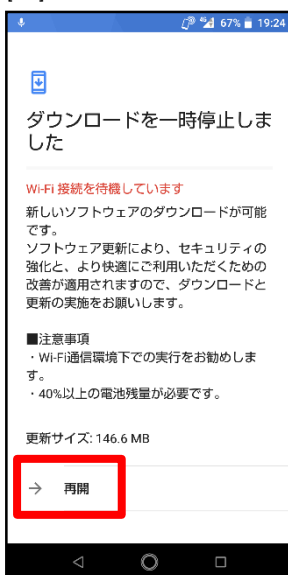 67% 19:24
ダウンロードを一時停止しま
した
Wi-Fi 接続を待機しています
新しいソフトウェアのダウンロードが可能
です。
ソフトウェア更新により、セキュリティの
強化と、より快適にご利用いただくための
改善が適用されますので、ダウンロードと
更新の実施をお願いします。
■注意事項
・Wi-Fi通信環境下での実行をお勧めしま
す。
・40%以上の電池残量が必要です。
更新サイズ: 146.6 MB
→ 再開